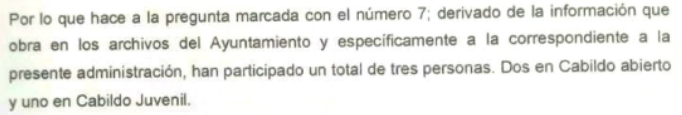 Por lo que hace a la pregunta marcada con el número 7; derivado de la información que
obra en los archivos del Ayuntamiento y específicamente a la correspondiente a la
presente administración, han participado un total de tres personas. Dos en Cabildo abierto
y uno en Cabildo Juvenil.